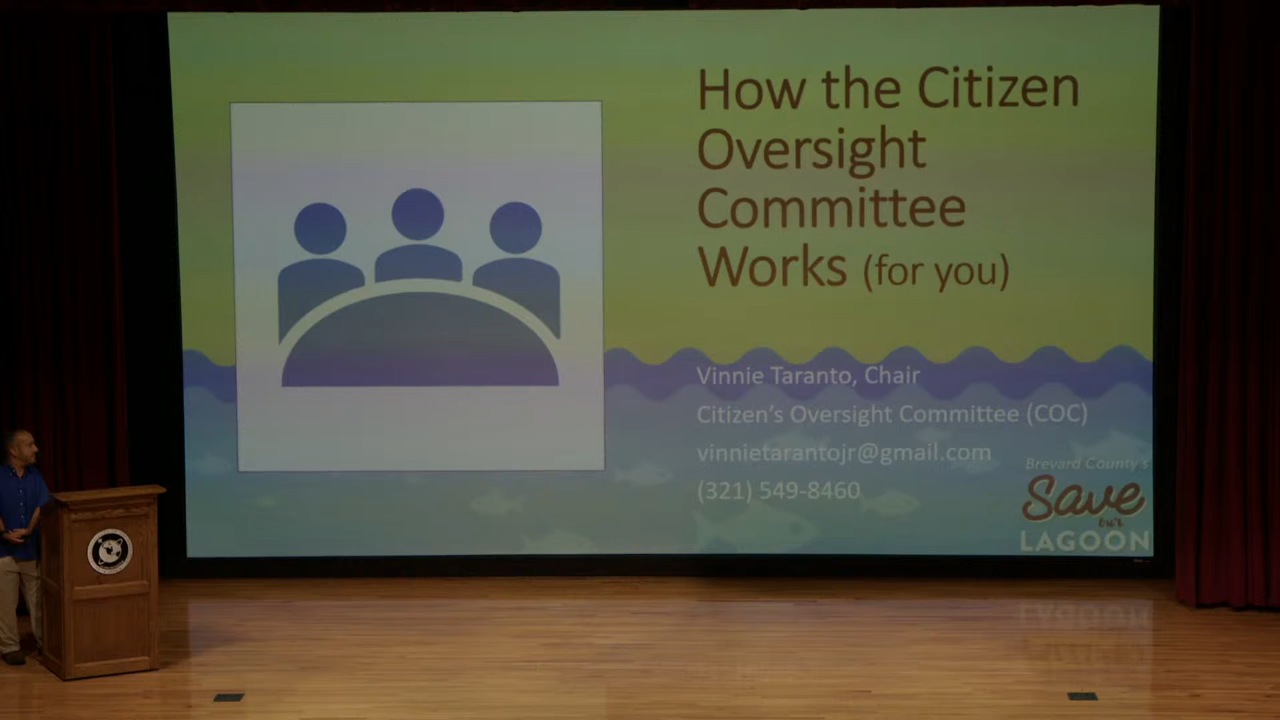 How the Citizen
Oversight
Committee
Works (for you)
Vinnie Taranto, Chair
Citizen's Oversight Committee (COC)
vinnietarantojr@gmail.com
(321) 549-8460
Brevard County's
Save
our
LAGOON